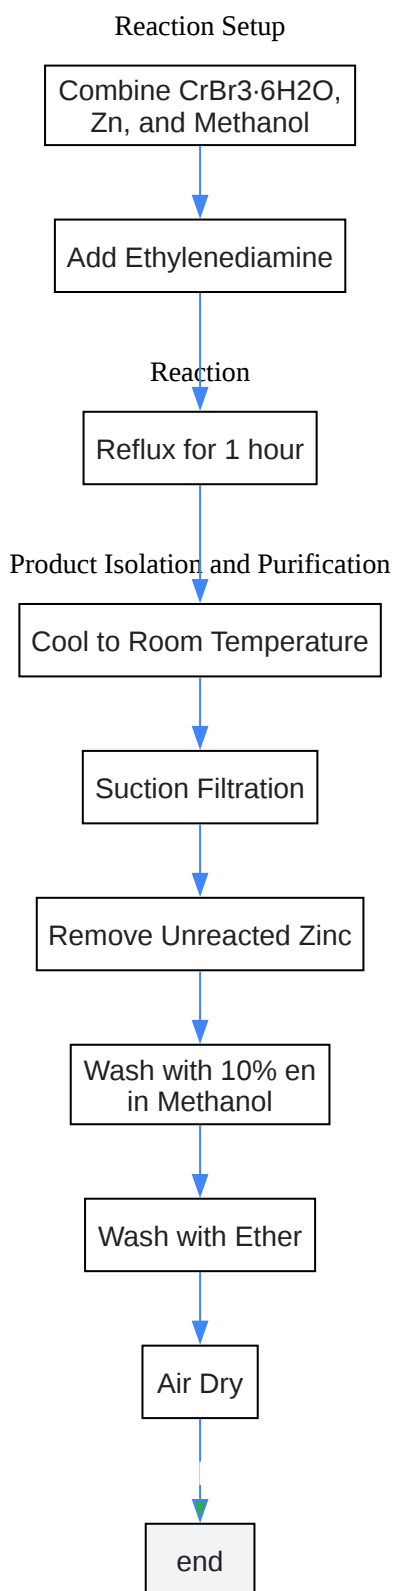 Reaction Setup
Combine CrBr3·6H2O,
Zn, and Methanol
Add Ethylenediamine
Reaction
Reflux for 1 hour
Product Isolation and Purification
Cool to Room Temperature
Suction Filtration
Remove Unreacted Zinc
Wash with 10% en
in Methanol
Wash with Ether
Air Dry
end